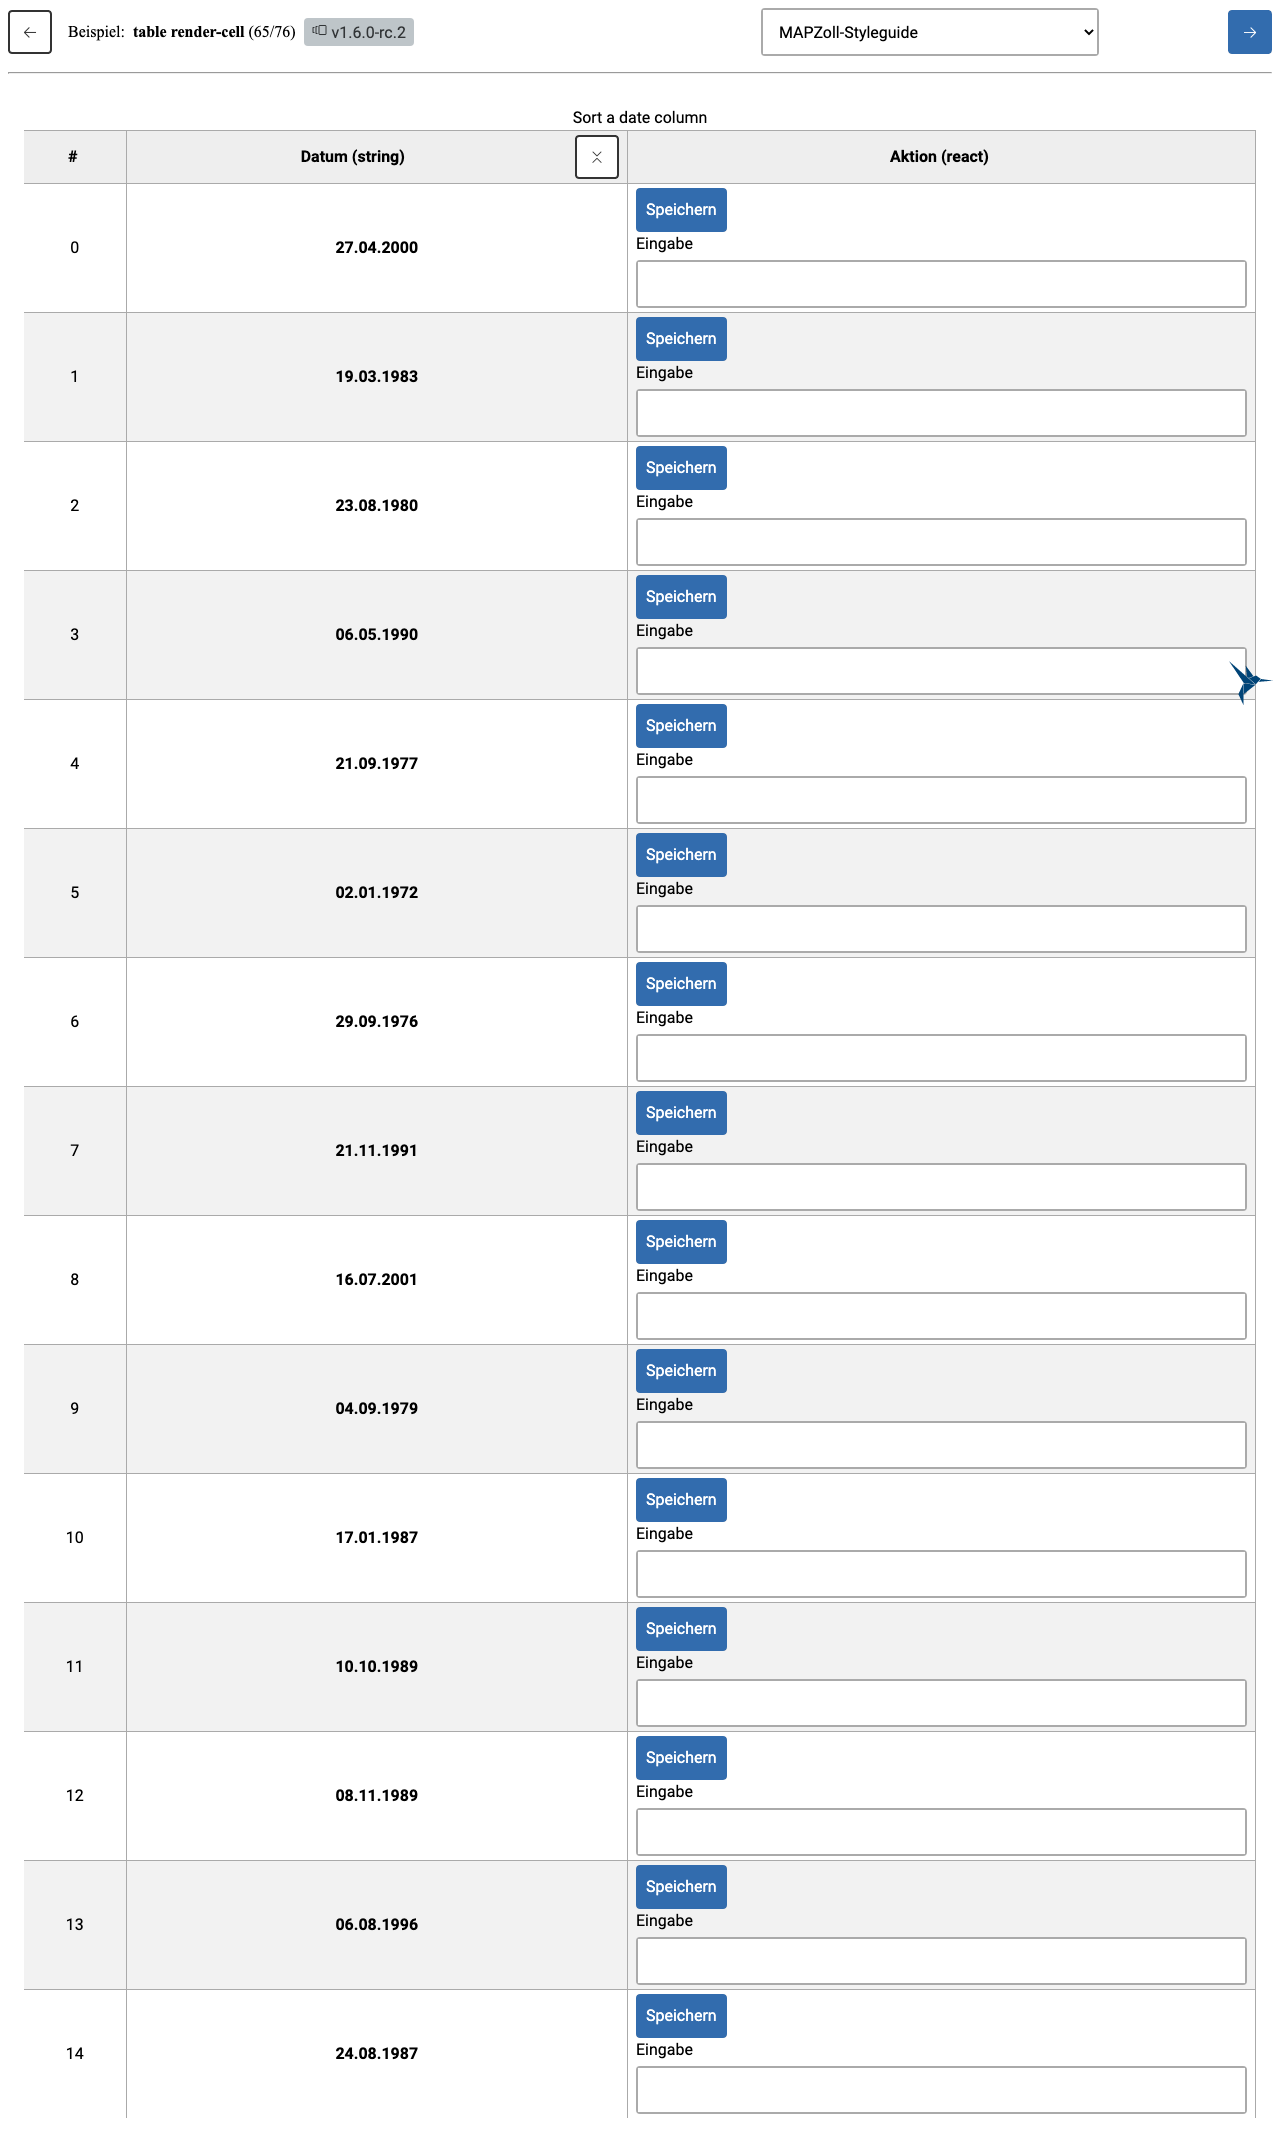 Beispiel: table render-cell (65/76) v1.6.0-rc.2 MAPZoll-Styleguide
Sort a date column
# Datum (string) Aktion (react)
Speichern
0 27.04.2000 Eingabe
Speichern
1 19.03.1983 Eingabe
Speichern
2 23.08.1980 Eingabe
Speichern
3 06.05.1990 Eingabe
Speichern
4 21.09.1977 Eingabe
Speichern
5 02.01.1972 Eingabe
Speichern
6 29.09.1976 Eingabe
Speichern
7 21.11.1991 Eingabe
Speichern
8 16.07.2001 Eingabe
Speichern
9 04.09.1979 Eingabe
Speichern
10 17.01.1987 Eingabe
Speichern
11 10.10.1989 Eingabe
Speichern
12 08.11.1989 Eingabe
Speichern
13 06.08.1996 Eingabe
Speichern
14 24.08.1987 Eingabe